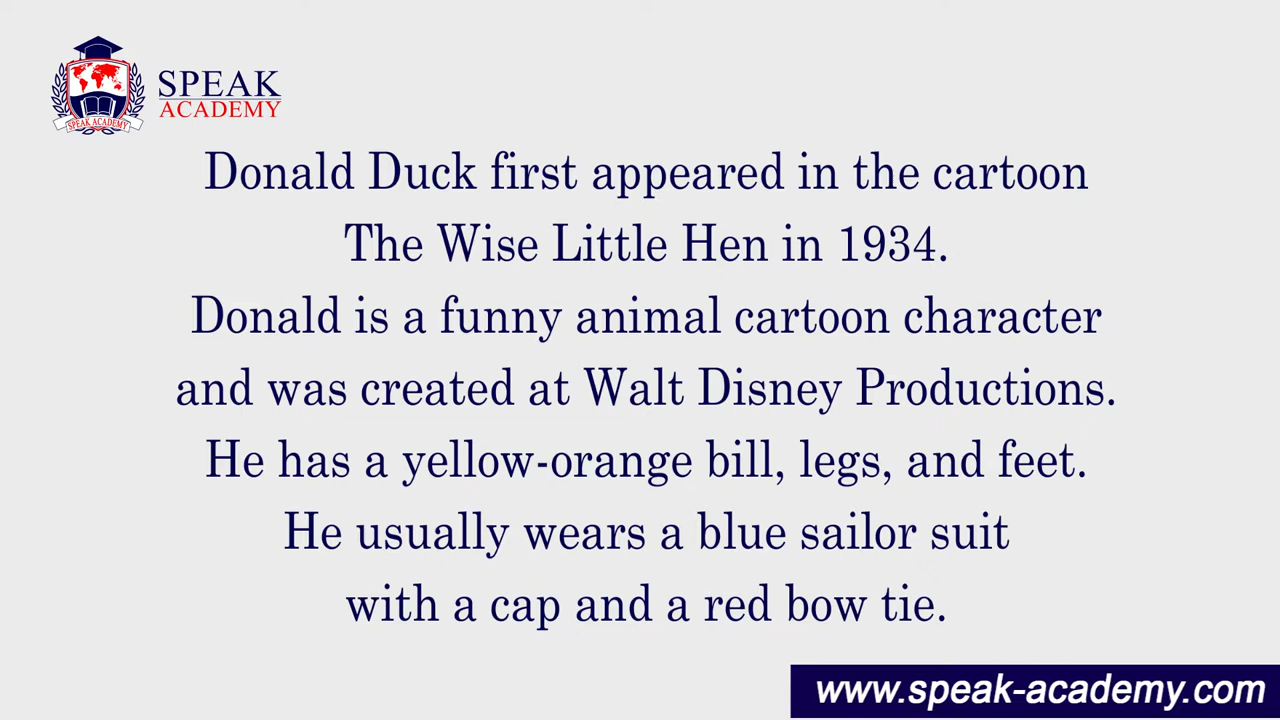 SPEAK
ACADEMY
SPEAK ACADEMY
Donald Duck first appeared in the cartoon
The Wise Little Hen in 1934.
Donald is a funny animal cartoon character
and was created at Walt Disney Productions.
He has a yellow-orange bill, legs, and feet.
He usually wears a blue sailor suit
with a cap and a red bow tie.
www.speak-academy.com